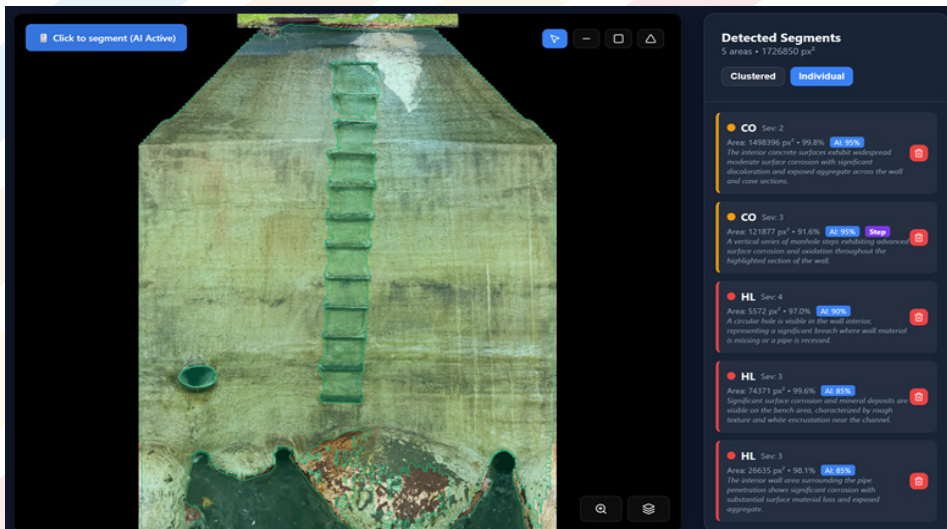 Click to segment (AI Active)
Detected Segments
5 areas • 1726850 px²
Clustered
Individual
CO Sev: 2
Area: 1498396 px² • 99.8% AI: 95%
The interior concrete surfaces exhibit widespread
moderate surface corrosion with significant
discoloration and exposed aggregate across the wall
and cone sections.
CO Sev: 3
Area: 121877 px² • 91.6% AI: 95% Step
A vertical series of manhole steps exhibiting advanced
surface corrosion and oxidation throughout the
highlighted section of the wall.
HL Sev: 4
Area: 5572 px² • 97.0% AI: 90%
A circular hole is visible in the wall interior,
representing a significant breach where wall material
is missing or a pipe is recessed.
HL Sev: 3
Area: 74371 px² • 99.6% AI: 85%
Significant surface corrosion and mineral deposits are
visible on the bench area, characterized by rough
texture and white encrustation near the channel.
HL Sev: 3
Area: 26635 px² • 98.1% AI: 85%
The interior wall area surrounding the pipe
penetration shows significant corrosion with
substantial surface material loss and exposed
aggregate.